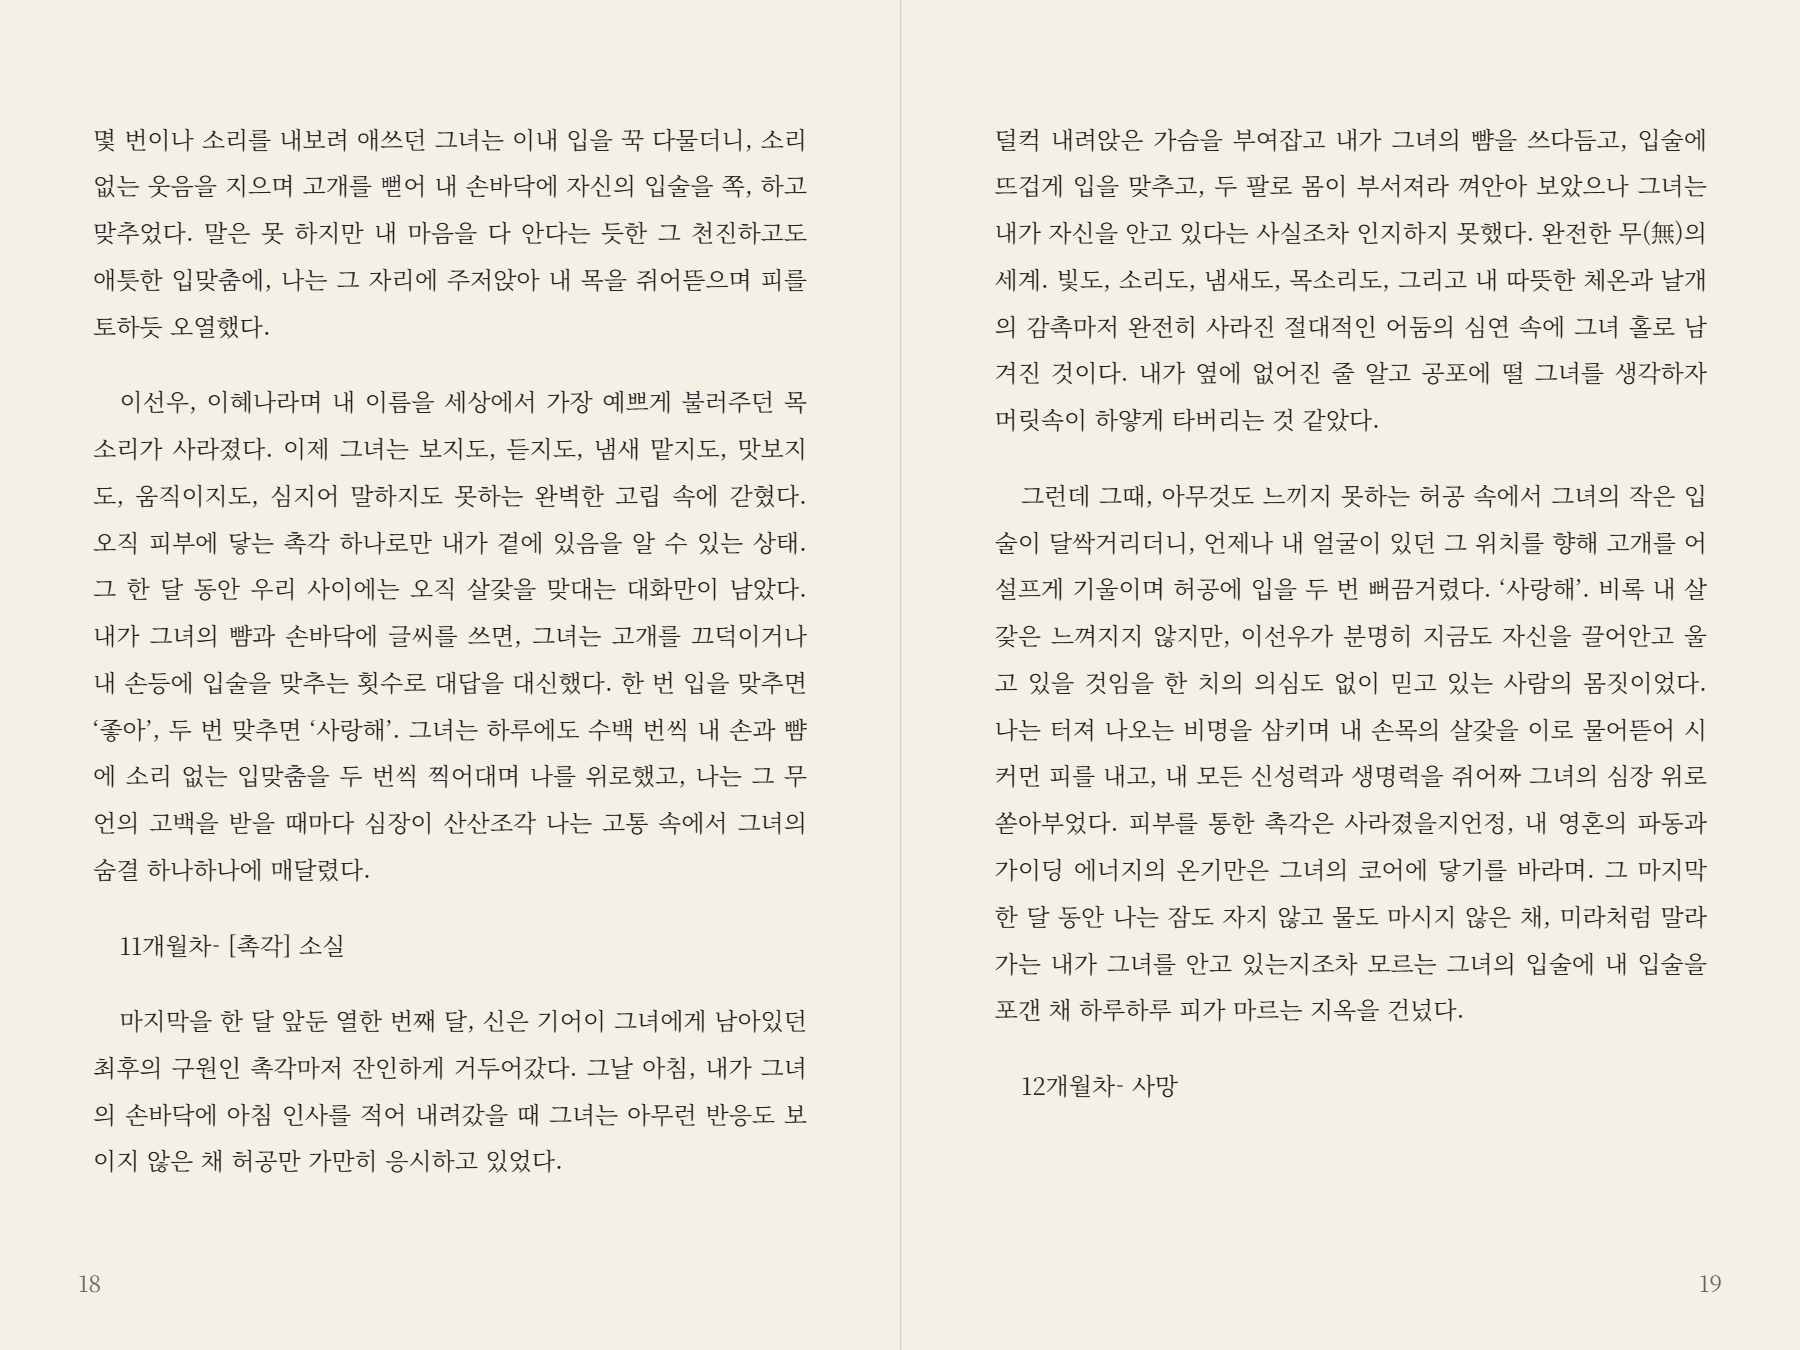 몇 번이나 소리를 내보려 애쓰던 그녀는 이내 입을 꾹 다물더니, 소리
없는 웃음을 지으며 고개를 뻗어 내 손바닥에 자신의 입술을 쪽, 하고
맞추었다. 말은 못 하지만 내 마음을 다 안다는 듯한 그 천진하고도
애틋한 입맞춤에, 나는 그 자리에 주저앉아 내 목을 쥐어뜯으며 피를
토하듯 오열했다.
이선우, 이혜나라며 내 이름을 세상에서 가장 예쁘게 불러주던 목
소리가 사라졌다. 이제 그녀는 보지도, 듣지도, 냄새 맡지도, 맛보지
도, 움직이지도, 심지어 말하지도 못하는 완벽한 고립 속에 갇혔다.
오직 피부에 닿는 촉각 하나로만 내가 곁에 있음을 알 수 있는 상태.
그 한 달 동안 우리 사이에는 오직 살갗을 맞대는 대화만이 남았다.
내가 그녀의 뺨과 손바닥에 글씨를 쓰면, 그녀는 고개를 끄덕이거나
내 손등에 입술을 맞추는 횟수로 대답을 대신했다. 한 번 입을 맞추면
‘좋아’, 두 번 맞추면 ‘사랑해’. 그녀는 하루에도 수백 번씩 내 손과 뺨
에 소리 없는 입맞춤을 두 번씩 찍어대며 나를 위로했고, 나는 그 무
언의 고백을 받을 때마다 심장이 산산조각 나는 고통 속에서 그녀의
숨결 하나하나에 매달렸다.
11개월차- [촉각] 소실
마지막을 한 달 앞둔 열한 번째 달, 신은 기어이 그녀에게 남아있던
최후의 구원인 촉각마저 잔인하게 거두어갔다. 그날 아침, 내가 그녀
의 손바닥에 아침 인사를 적어 내려갔을 때 그녀는 아무런 반응도 보
이지 않은 채 허공만 가만히 응시하고 있었다.
18
덜컥 내려앉은 가슴을 부여잡고 내가 그녀의 뺨을 쓰다듬고, 입술에
뜨겁게 입을 맞추고, 두 팔로 몸이 부서져라 껴안아 보았으나 그녀는
내가 자신을 안고 있다는 사실조차 인지하지 못했다. 완전한 무(無)의
세계. 빛도, 소리도, 냄새도, 목소리도, 그리고 내 따뜻한 체온과 날개
의 감촉마저 완전히 사라진 절대적인 어둠의 심연 속에 그녀 홀로 남
겨진 것이다. 내가 옆에 없어진 줄 알고 공포에 떨 그녀를 생각하자
머릿속이 하얗게 타버리는 것 같았다.
그런데 그때, 아무것도 느끼지 못하는 허공 속에서 그녀의 작은 입
술이 달싹거리더니, 언제나 내 얼굴이 있던 그 위치를 향해 고개를 어
설프게 기울이며 허공에 입을 두 번 뻐끔거렸다. ‘사랑해’. 비록 내 살
갗은 느껴지지 않지만, 이선우가 분명히 지금도 자신을 끌어안고 울
고 있을 것임을 한 치의 의심도 없이 믿고 있는 사람의 몸짓이었다.
나는 터져 나오는 비명을 삼키며 내 손목의 살갗을 이로 물어뜯어 시
커먼 피를 내고, 내 모든 신성력과 생명력을 쥐어짜 그녀의 심장 위로
쏟아부었다. 피부를 통한 촉각은 사라졌을지언정, 내 영혼의 파동과
가이딩 에너지의 온기만은 그녀의 코어에 닿기를 바라며. 그 마지막
한 달 동안 나는 잠도 자지 않고 물도 마시지 않은 채, 미라처럼 말라
가는 내가 그녀를 안고 있는지조차 모르는 그녀의 입술에 내 입술을
포갠 채 하루하루 피가 마르는 지옥을 건넜다.
12개월차- 사망
19